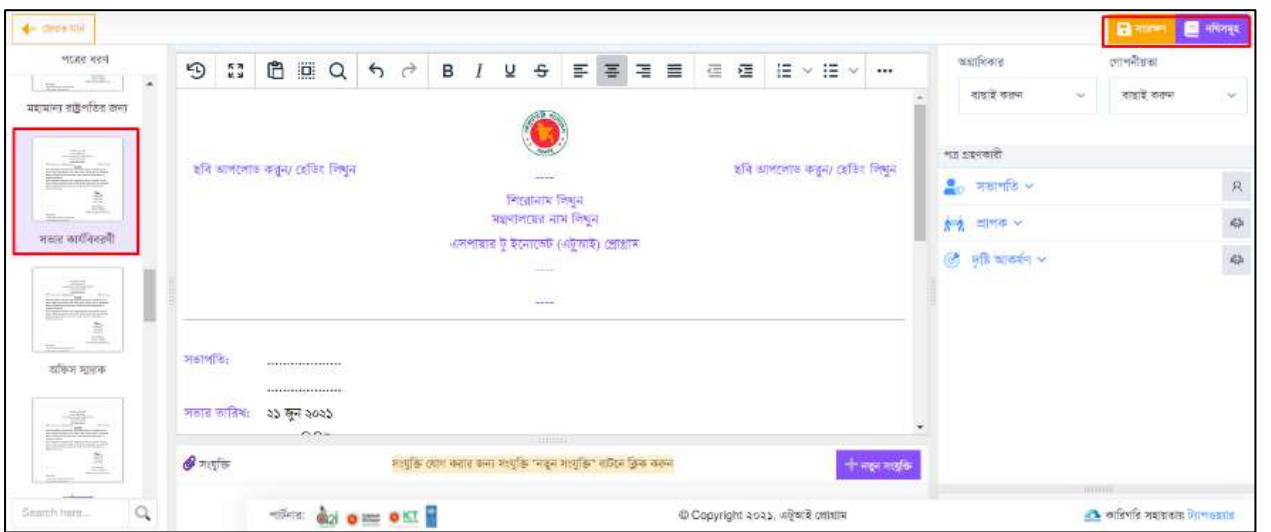 ফেরত যান
সংরক্ষণ
নথিসমূহ
পত্রের ধরণ
মহামান্য রাষ্ট্রপতির জন্য
সভার কার্যবিবরণী
অফিস স্মারক
Search here...
ছবি আপলোড করুন/ হেডিং লিখুন
ছবি আপলোড করুন/ হেডিং লিখুন
----
শিরোনাম লিখুন
মন্ত্রণালয়ের নাম লিখুন
এসপায়ার টু ইনোভেট (এটুআই) প্রোগ্রাম
----
----
সভাপতিঃ ...................
...................
সভার তারিখঃ ২১ জুন ২০২১
সংযুক্তি
সংযুক্তি যোগ করার জন্য সংযুক্তি "নতুন সংযুক্তি" বাটনে ক্লিক করুন
নতুন সংযুক্তি
অগ্রাধিকার
গোপনীয়তা
বাছাই করুন
বাছাই করুন
পত্র গ্রহণকারী
সভাপতি
প্রাপক
দৃষ্টি আকর্ষণ
পার্টনার: a2i ICT
© Copyright ২০২১, এটুআই প্রোগ্রাম
কারিগরি সহায়তায় ট্যাপওয়ার